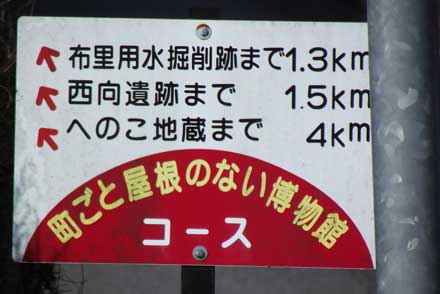 布里用水掘削跡まで1.3km
西向遺跡まで 1.5km
へのこ地蔵まで 4km
町ごと屋根のない博物館
コース